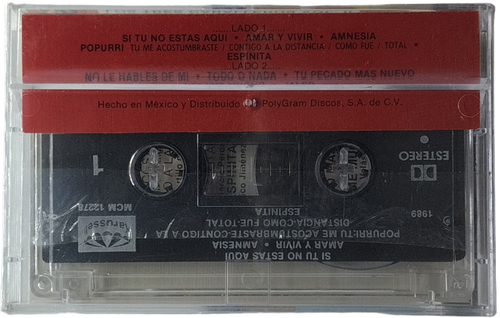 LADO 1
SI TU NO ESTAS AQUI • AMAR Y VIVIR • AMNESIA
POPURRI TU ME ACOSTUMBRASTE / CONTIGO A LA DISTANCIA / COMO FUE / TOTAL •
ESPINITA
LADO 2
NO LE HABLES DE MI • TODO O NADA • TU PECADO MAS NUEVO
Hecho en México y Distribuido PolyGram Discos, S.A. de C.V.
1
MCM 13278
ESTEREO
1989
SI TU NO ESTAS AQUI
AMAR Y VIVIR • AMNESIA
POPURRI:TU ME ACOSTUMBRASTE-CONTIGO A LA
DISTANCIA-COMO FUE-TOTAL
ESPINITA